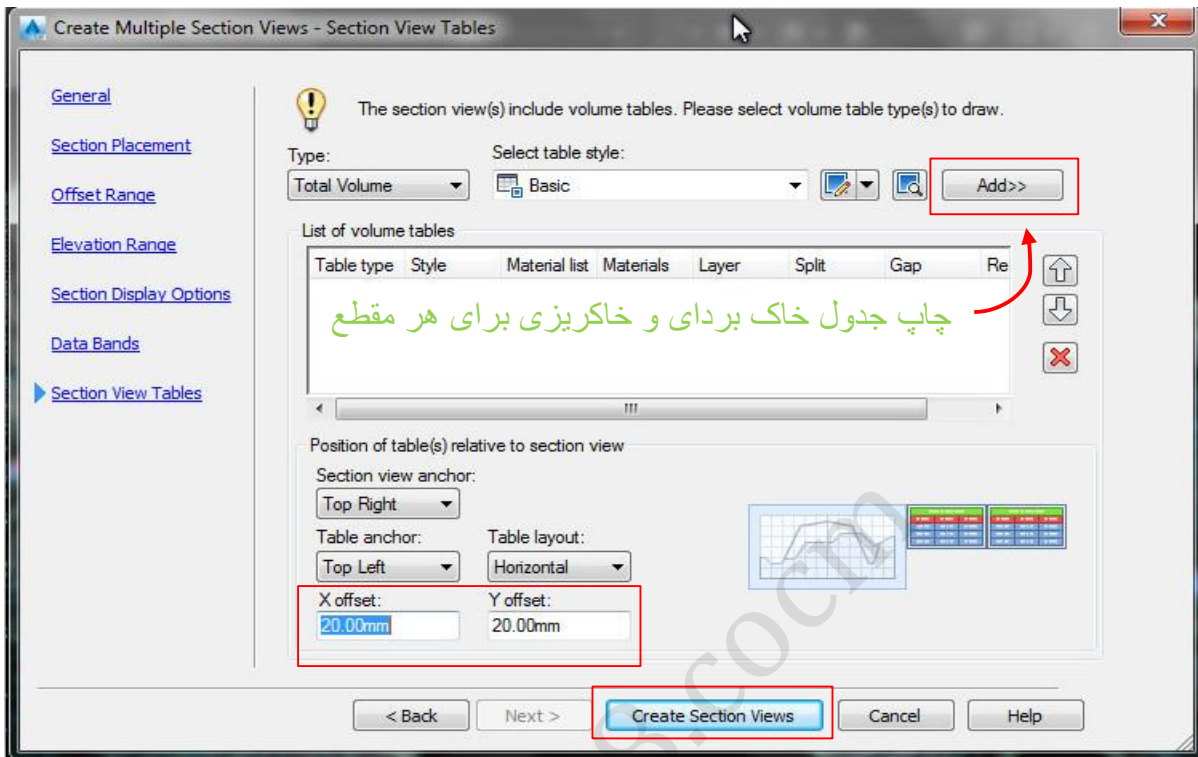 Create Multiple Section Views - Section View Tables
General
Section Placement
Offset Range
Elevation Range
Section Display Options
Data Bands
Section View Tables
The section view(s) include volume tables. Please select volume table type(s) to draw.
Type: Select table style:
Total Volume Basic Add>>
List of volume tables
Table type Style Material list Materials Layer Split Gap Re
چاپ جدول خاک بردای و خاکریزی برای هر مقطع
Position of table(s) relative to section view
Section view anchor:
Top Right
Table anchor: Table layout:
Top Left Horizontal
X offset: Y offset:
20.00mm 20.00mm
< Back Next > Create Section Views Cancel Help